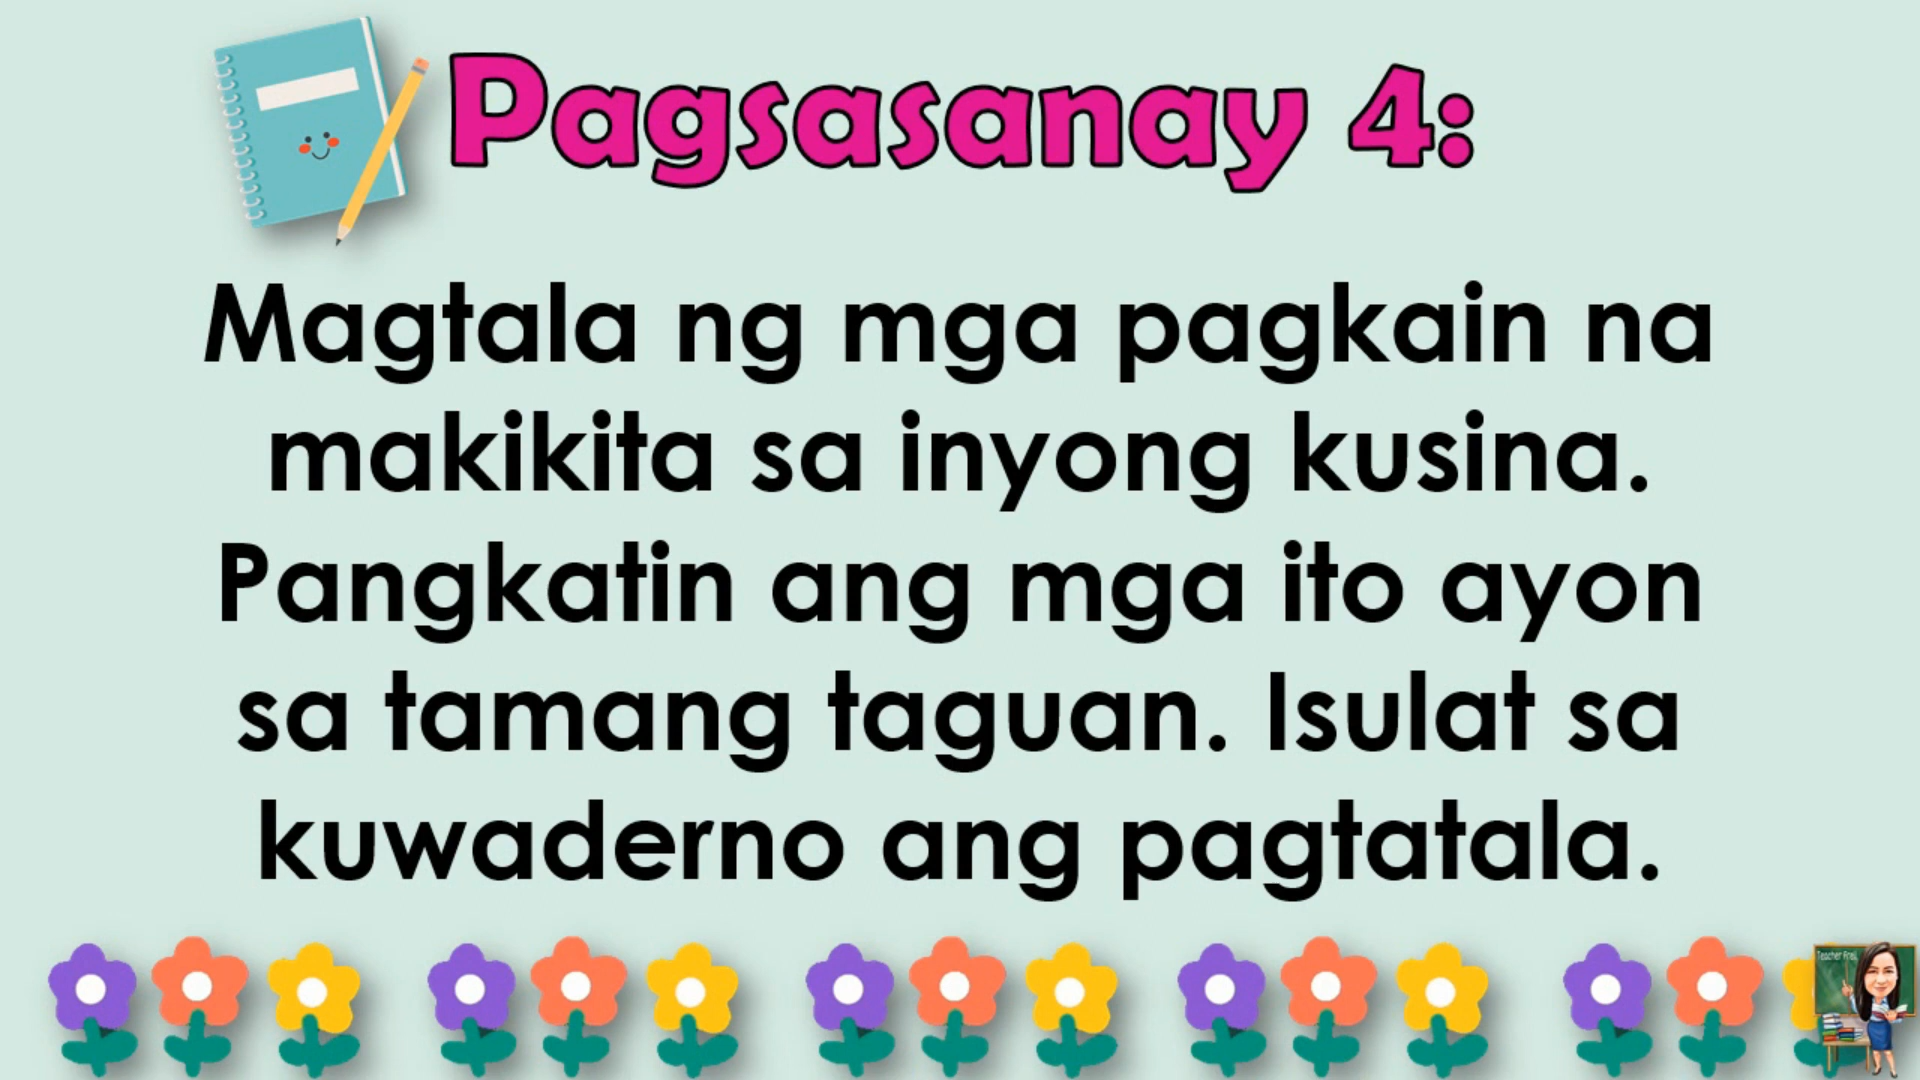 Pagsasanay 4:
Magtala ng mga pagkain na
makikita sa inyong kusina.
Pangkatin ang mga ito ayon
sa tamang taguan. Isulat sa
kuwaderno ang pagtatala.
Teacher